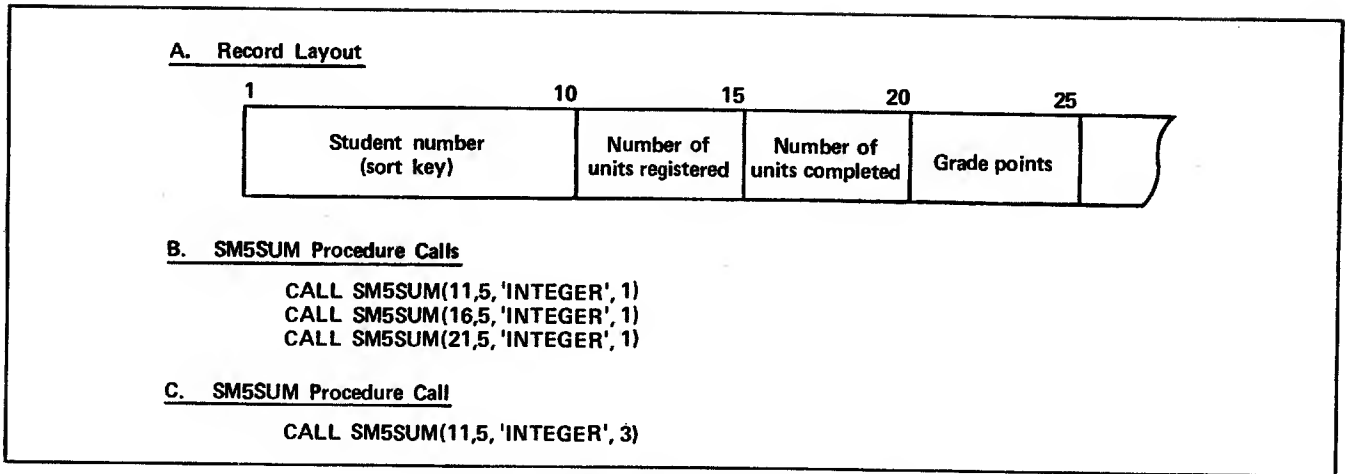 A. Record Layout
1 10 15 20 25
Student number Number of Number of
(sort key) units registered units completed Grade points
B. SM5SUM Procedure Calls
CALL SM5SUM(11,5, 'INTEGER', 1)
CALL SM5SUM(16,5, 'INTEGER', 1)
CALL SM5SUM(21,5, 'INTEGER', 1)
C. SM5SUM Procedure Call
CALL SM5SUM(11,5, 'INTEGER', 3)